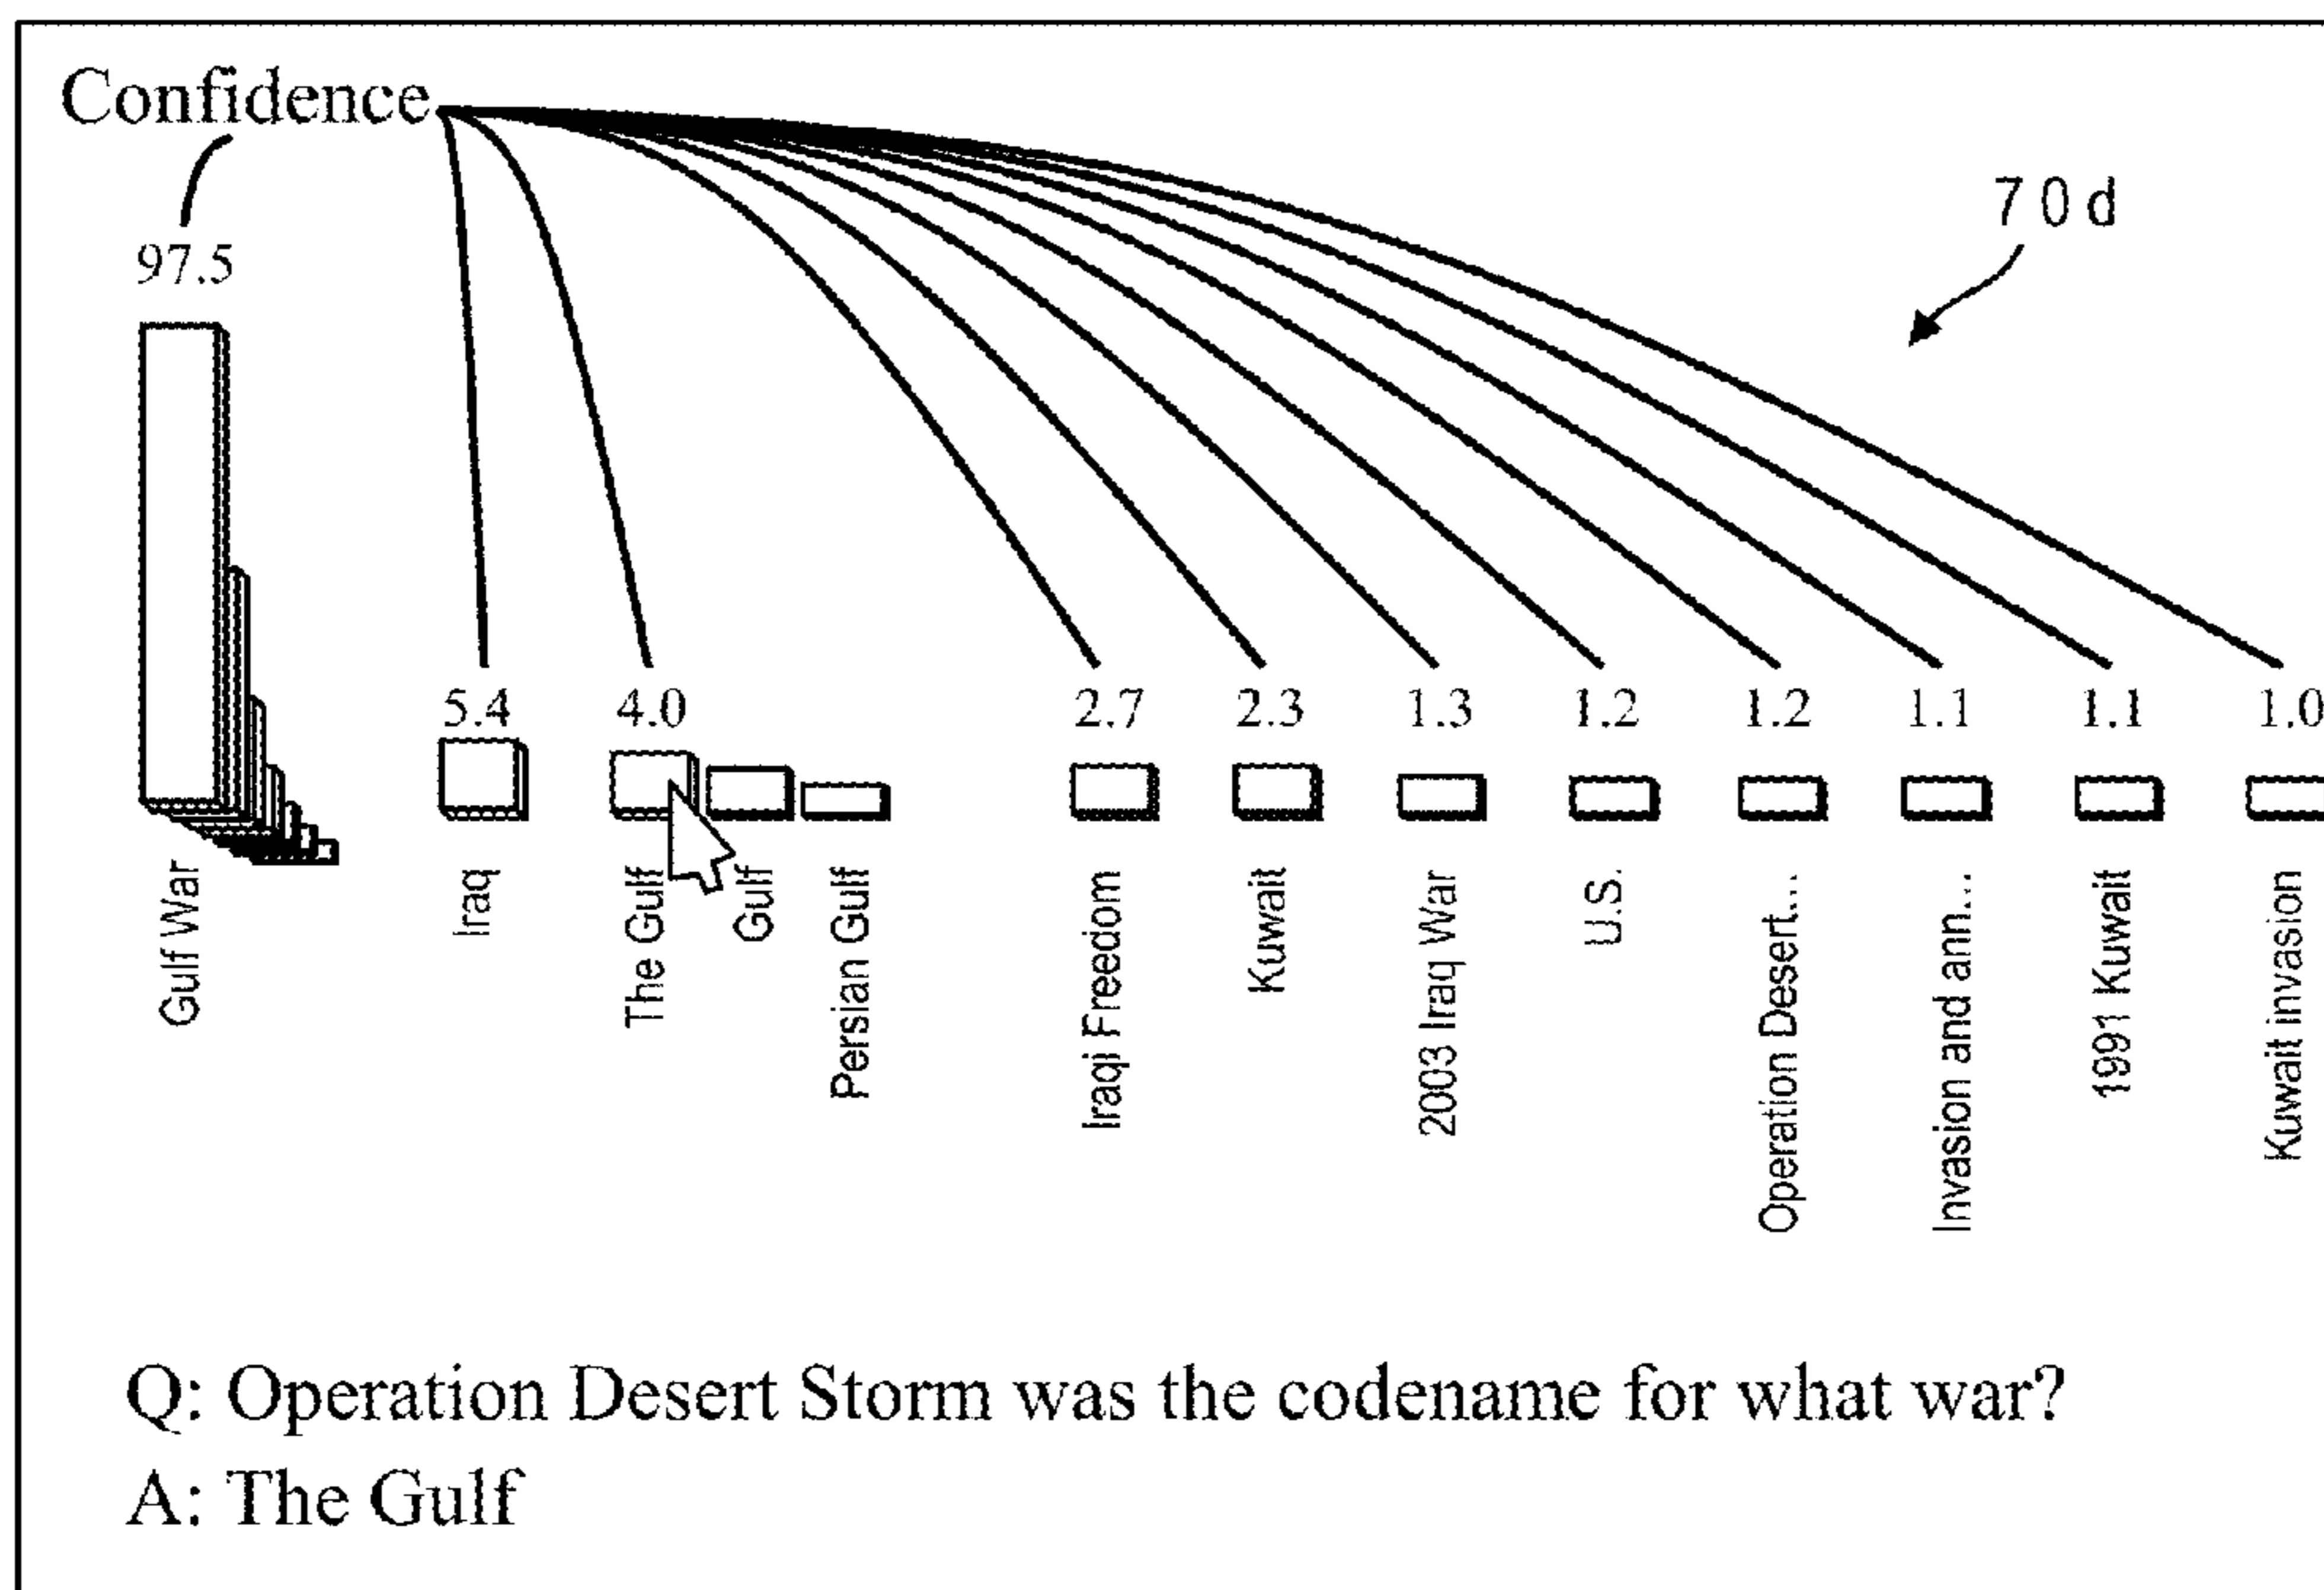 Confidence
7 0 d
97.5
5.4
4.0
2.7
2.3
1.3
1.2
1.2
1.1
1.1
1.0
Gulf War
Iraq
The Gulf
Gulf
Persian Gulf
Iraqi Freedom
Kuwait
2003 Iraq War
U.S.
Operation Desert...
Invasion and ann...
1991 Kuwait
Kuwait invasion
Q: Operation Desert Storm was the codename for what war?
A: The Gulf